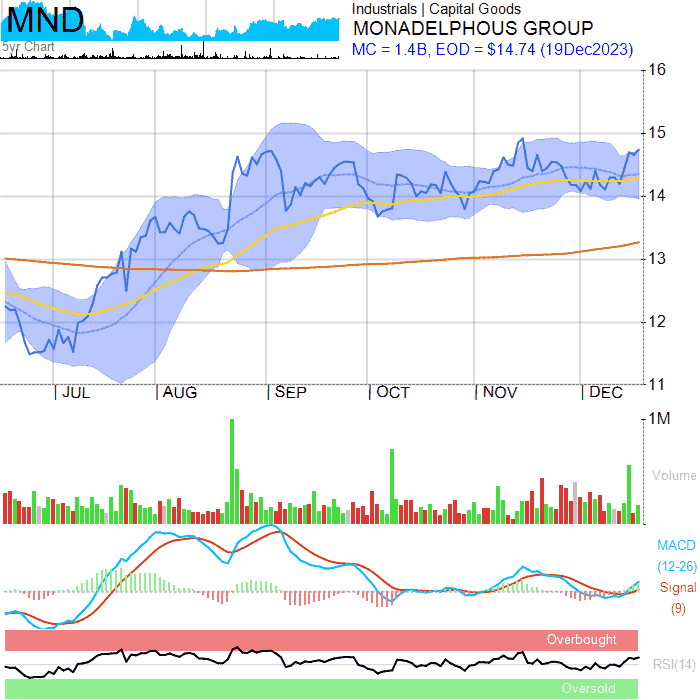 MND
5yr Chart
Industrials | Capital Goods
MONADELPHOUS GROUP
MC = 1.4B, EOD = $14.74 (19Dec2023)
16
15
14
13
12
11
JUL
AUG
SEP
OCT
NOV
DEC
1M
Volume
MACD
(12-26)
Signal
(9)
Overbought
RSI(14)
Oversold